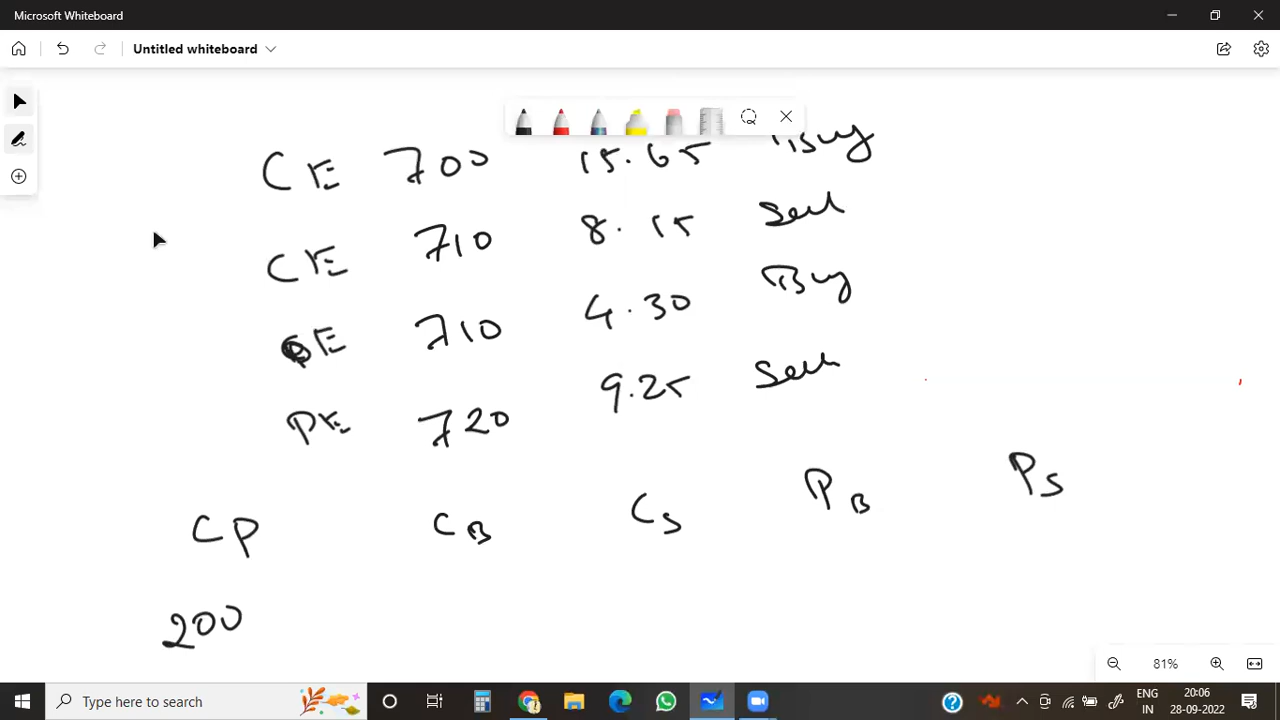 Microsoft Whiteboard
Untitled whiteboard
CE 700 15.65 Buy
CE 710 8.15 Sell
PE 710 4.30 Buy
PE 720 9.25 Sell
CP CB CS PB PS
200
81%
Type here to search
ENG
IN
20:06
28-09-2022